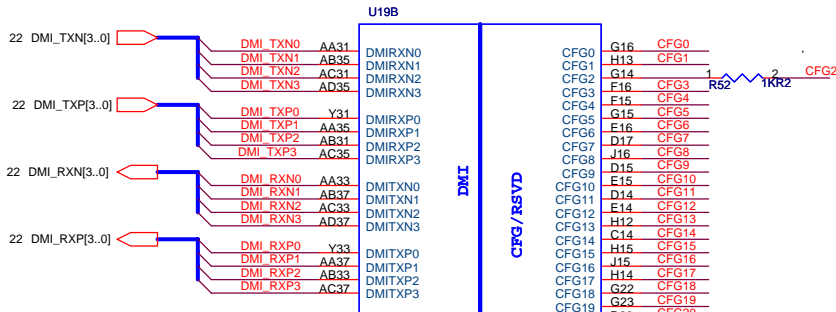 U19B
22 DMI_TXN[3..0]
DMI_TXN0 AA31 DMIRXN0
DMI_TXN1 AB35 DMIRXN1
DMI_TXN2 AC31 DMIRXN2
DMI_TXN3 AD35 DMIRXN3
22 DMI_TXP[3..0]
DMI_TXP0 Y31 DMIRXP0
DMI_TXP1 AA35 DMIRXP1
DMI_TXP2 AB31 DMIRXP2
DMI_TXP3 AC35 DMIRXP3
22 DMI_RXN[3..0]
DMI_RXN0 AA33 DMITXN0
DMI_RXN1 AB37 DMITXN1
DMI_RXN2 AC33 DMITXN2
DMI_RXN3 AD37 DMITXN3
22 DMI_RXP[3..0]
DMI_RXP0 Y33 DMITXP0
DMI_RXP1 AA37 DMITXP1
DMI_RXP2 AB33 DMITXP2
DMI_RXP3 AC37 DMITXP3
DMI
CFG/RSVD
CFG0 G16 CFG0
CFG1 H13 CFG1
CFG2 G14 1 2 CFG2
R52 1KR2
CFG3 F16 CFG3
CFG4 F15 CFG4
CFG5 G15 CFG5
CFG6 E16 CFG6
CFG7 D17 CFG7
CFG8 J16 CFG8
CFG9 D15 CFG9
CFG10 E15 CFG10
CFG11 D14 CFG11
CFG12 E14 CFG12
CFG13 H12 CFG13
CFG14 C14 CFG14
CFG15 H15 CFG15
CFG16 J15 CFG16
CFG17 H14 CFG17
CFG18 G22 CFG18
CFG19 G23 CFG19